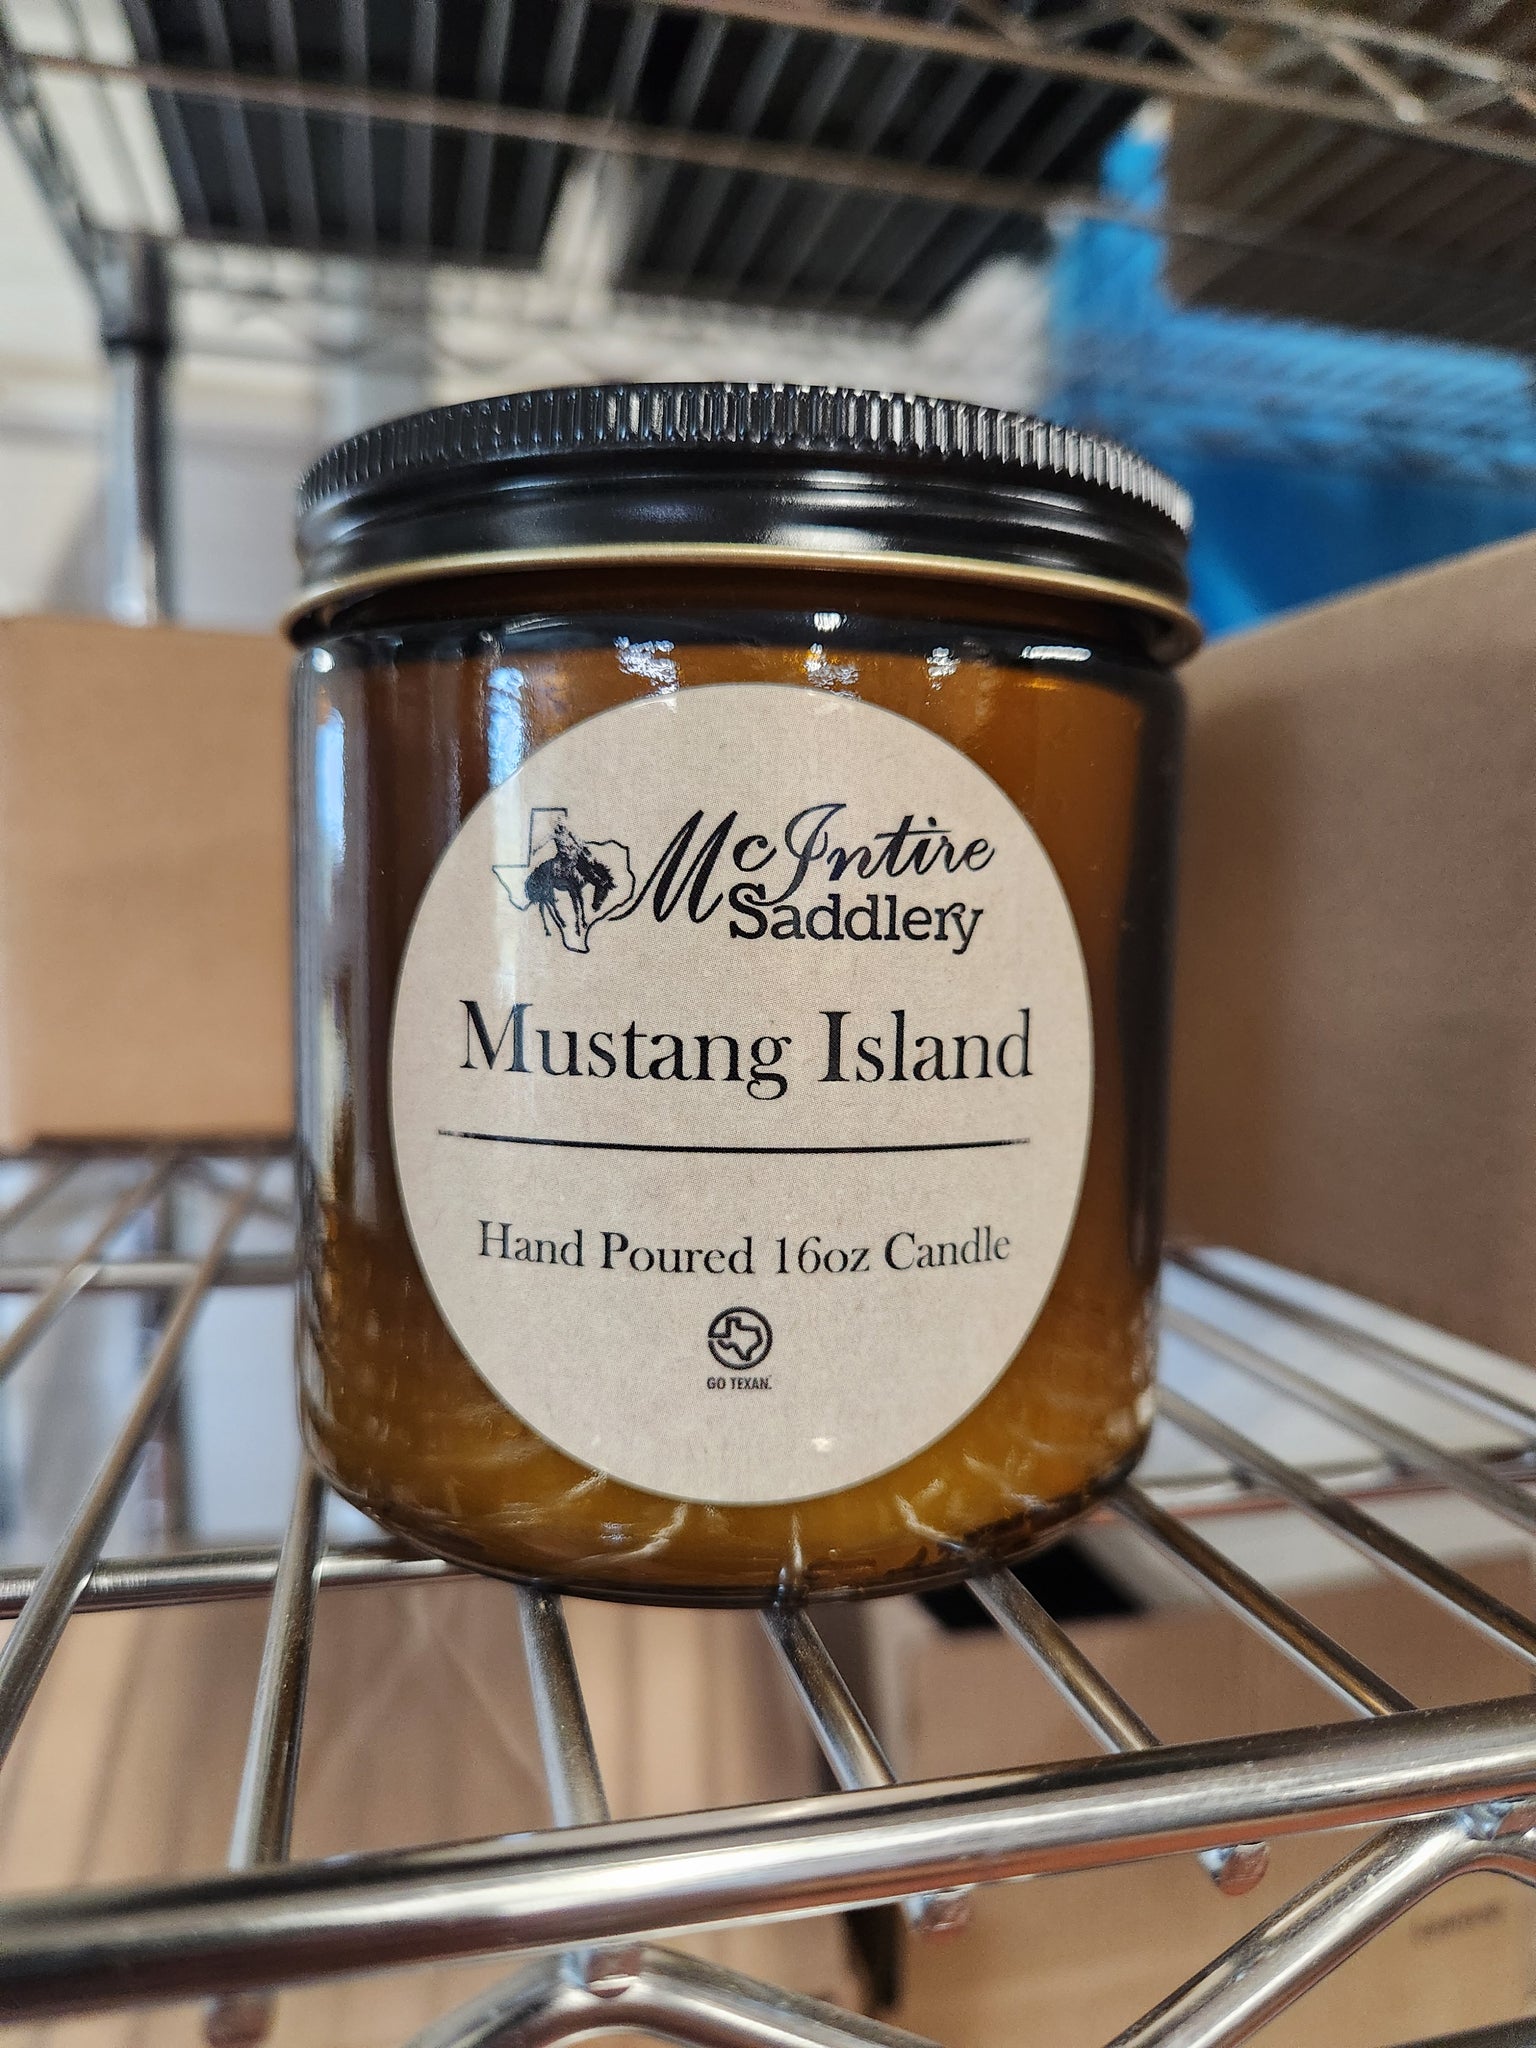 McIntire
Saddlery
Mustang Island
Hand Poured 16oz Candle
GO TEXAN.